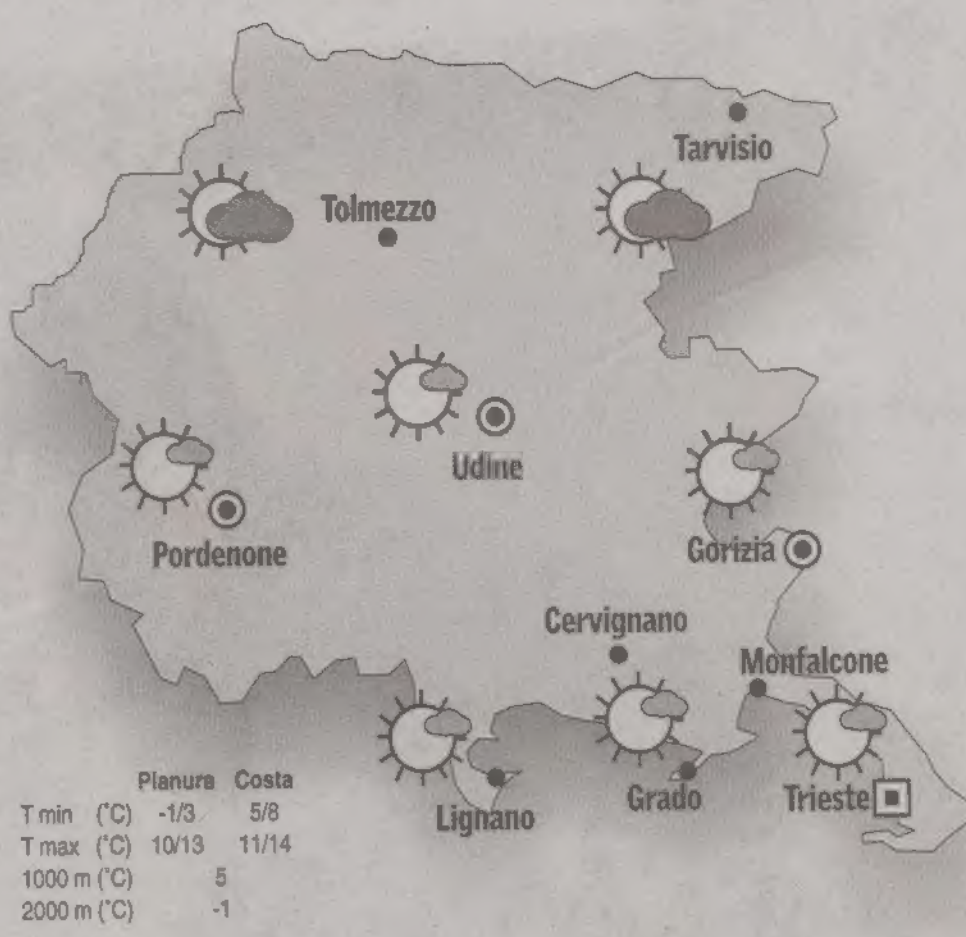 Tarvisio
Tolmezzo
Udine
Pordenone
Gorizia
Cervignano
Monfalcone
Lignano
Grado
Trieste
Pianura Costa
T min (°C) -1/3 5/8
T max (°C) 10/13 11/14
1000 m (°C) 5
2000 m (°C) -1